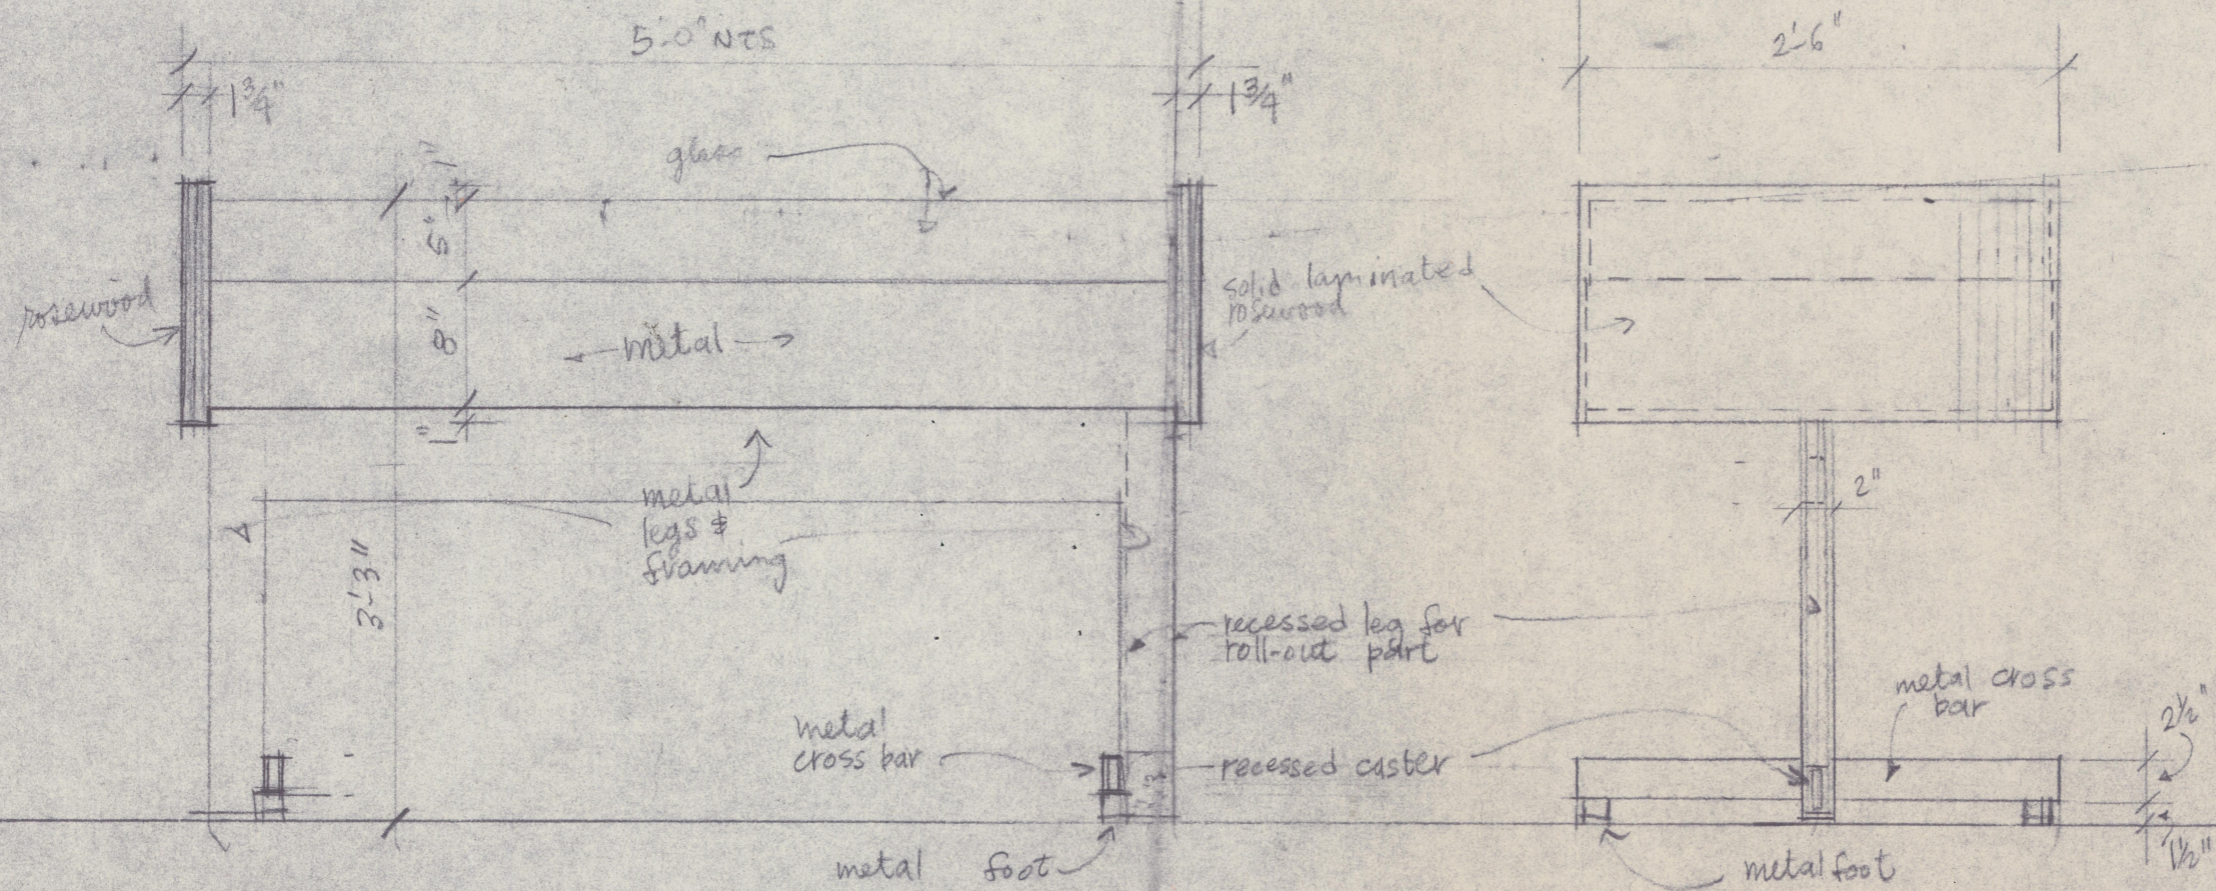 5'-0" NTS
2'-6"
1 3/4"
1 3/4"
glass
1"
5"
8"
1"
rosewood
metal
solid laminated
rosewood
metal
legs &
framing
3'-3"
2"
recessed leg for
roll-out part
metal
cross bar
recessed caster
metal cross
bar
2 1/2"
1 1/2"
metal foot
metal foot